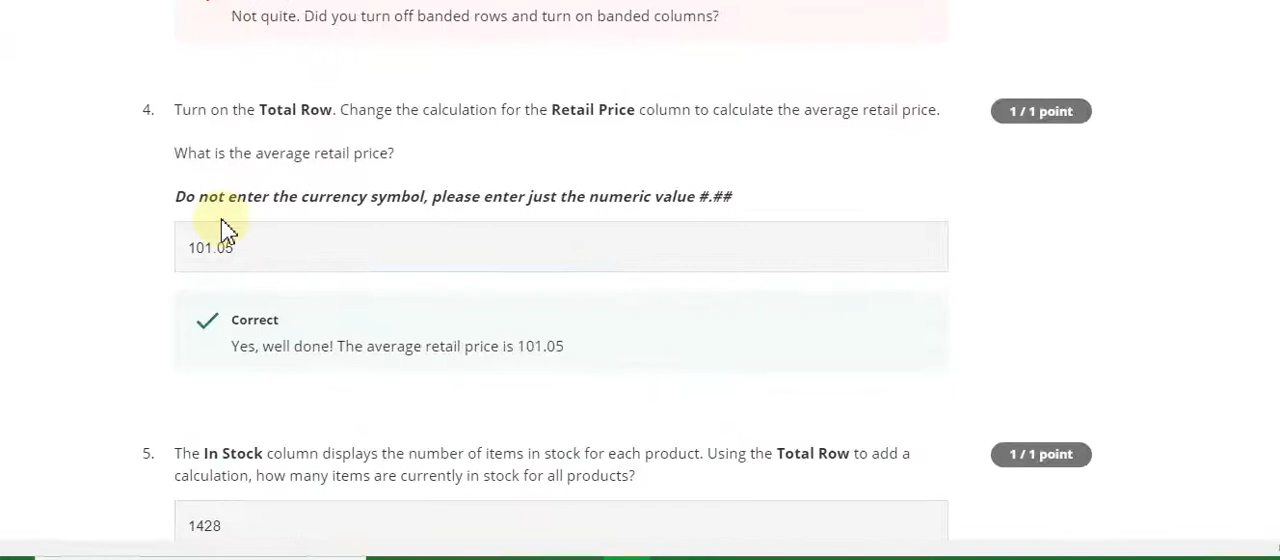 Not quite. Did you turn off banded rows and turn on banded columns?
4. Turn on the Total Row. Change the calculation for the Retail Price column to calculate the average retail price.
1 / 1 point
What is the average retail price?
Do not enter the currency symbol, please enter just the numeric value #.##
101.05
Correct
Yes, well done! The average retail price is 101.05
5. The In Stock column displays the number of items in stock for each product. Using the Total Row to add a
1 / 1 point
calculation, how many items are currently in stock for all products?
1428